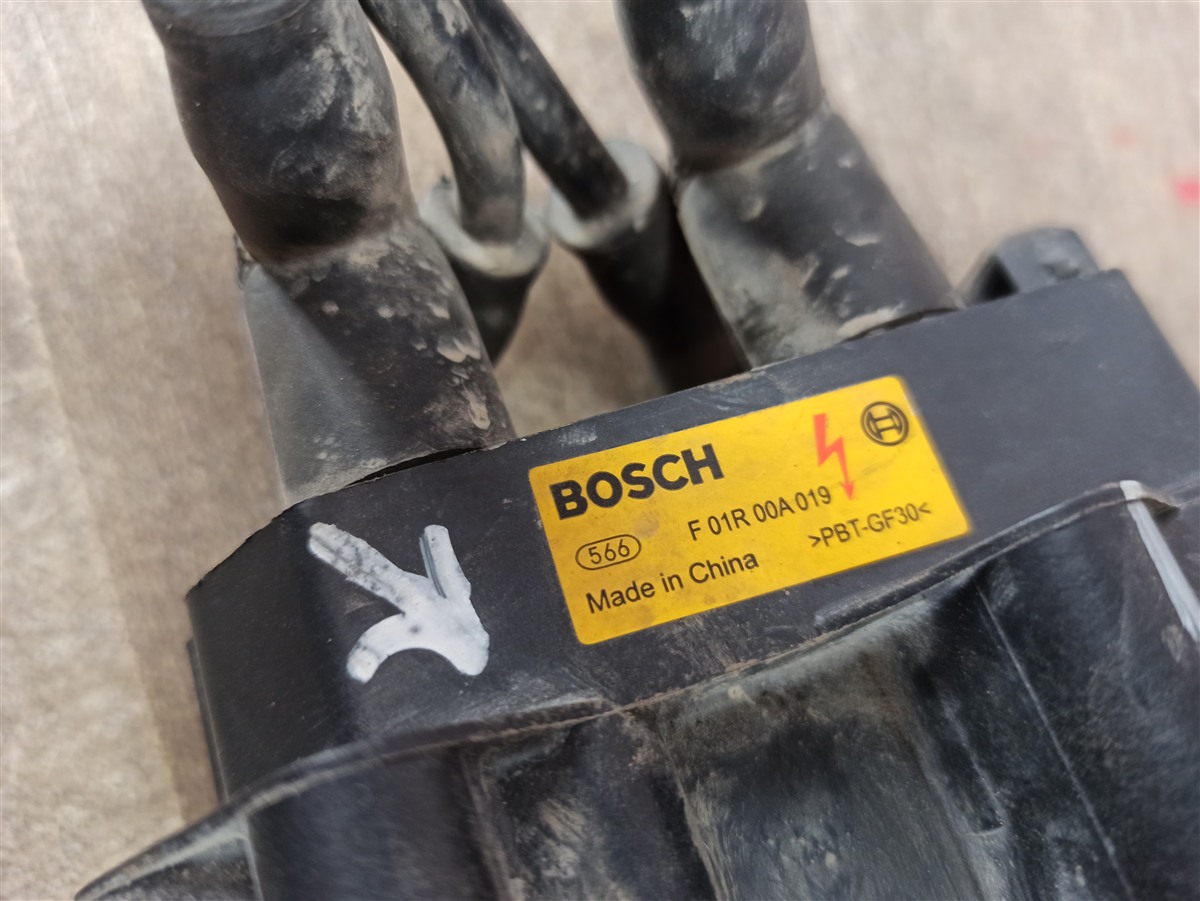 BOSCH
F 01R 00A 019
566
>PBT-GF30<
Made in China